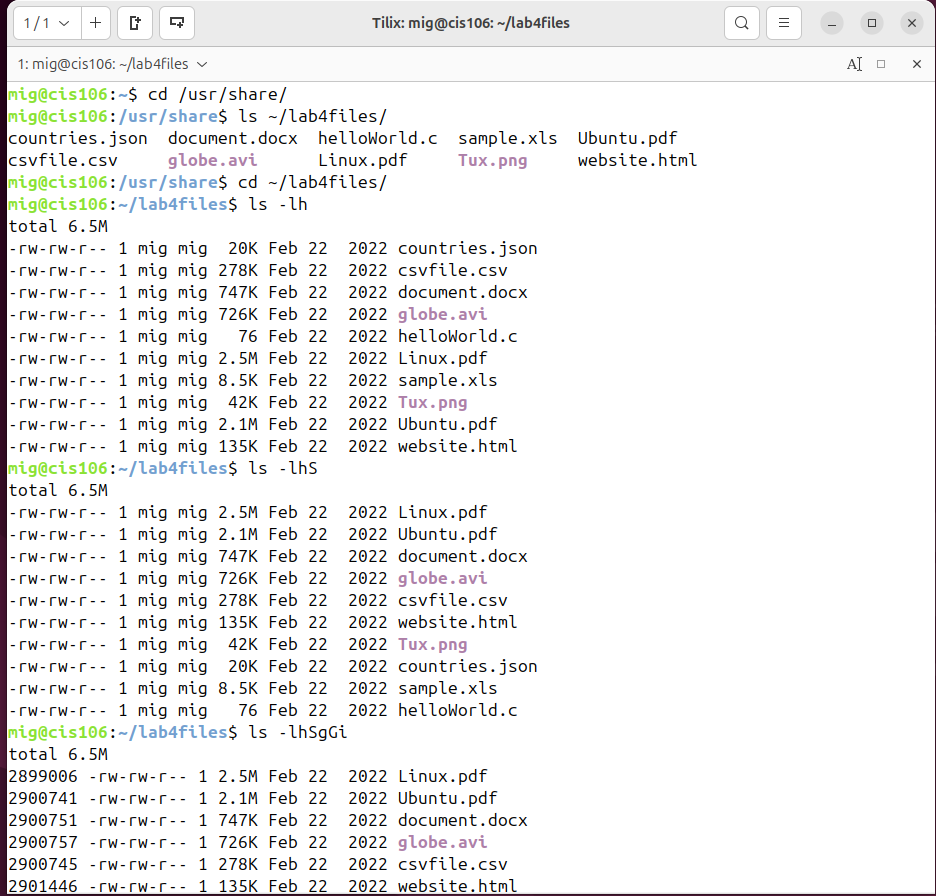 1 / 1
Tilix: mig@cis106: ~/lab4files
1: mig@cis106: ~/lab4files
mig@cis106:~$ cd /usr/share/
mig@cis106:/usr/share$ ls ~/lab4files/
countries.json  document.docx  helloWorld.c  sample.xls  Ubuntu.pdf
csvfile.csv     globe.avi      Linux.pdf     Tux.png     website.html
mig@cis106:/usr/share$ cd ~/lab4files/
mig@cis106:~/lab4files$ ls -lh
total 6.5M
-rw-rw-r-- 1 mig mig  20K Feb 22  2022 countries.json
-rw-rw-r-- 1 mig mig 278K Feb 22  2022 csvfile.csv
-rw-rw-r-- 1 mig mig 747K Feb 22  2022 document.docx
-rw-rw-r-- 1 mig mig 726K Feb 22  2022 globe.avi
-rw-rw-r-- 1 mig mig   76 Feb 22  2022 helloWorld.c
-rw-rw-r-- 1 mig mig 2.5M Feb 22  2022 Linux.pdf
-rw-rw-r-- 1 mig mig 8.5K Feb 22  2022 sample.xls
-rw-rw-r-- 1 mig mig  42K Feb 22  2022 Tux.png
-rw-rw-r-- 1 mig mig 2.1M Feb 22  2022 Ubuntu.pdf
-rw-rw-r-- 1 mig mig 135K Feb 22  2022 website.html
mig@cis106:~/lab4files$ ls -lhS
total 6.5M
-rw-rw-r-- 1 mig mig 2.5M Feb 22  2022 Linux.pdf
-rw-rw-r-- 1 mig mig 2.1M Feb 22  2022 Ubuntu.pdf
-rw-rw-r-- 1 mig mig 747K Feb 22  2022 document.docx
-rw-rw-r-- 1 mig mig 726K Feb 22  2022 globe.avi
-rw-rw-r-- 1 mig mig 278K Feb 22  2022 csvfile.csv
-rw-rw-r-- 1 mig mig 135K Feb 22  2022 website.html
-rw-rw-r-- 1 mig mig  42K Feb 22  2022 Tux.png
-rw-rw-r-- 1 mig mig  20K Feb 22  2022 countries.json
-rw-rw-r-- 1 mig mig 8.5K Feb 22  2022 sample.xls
-rw-rw-r-- 1 mig mig   76 Feb 22  2022 helloWorld.c
mig@cis106:~/lab4files$ ls -lhSgGi
total 6.5M
2899006 -rw-rw-r-- 1 2.5M Feb 22  2022 Linux.pdf
2900741 -rw-rw-r-- 1 2.1M Feb 22  2022 Ubuntu.pdf
2900751 -rw-rw-r-- 1 747K Feb 22  2022 document.docx
2900757 -rw-rw-r-- 1 726K Feb 22  2022 globe.avi
2900745 -rw-rw-r-- 1 278K Feb 22  2022 csvfile.csv
2901446 -rw-rw-r-- 1 135K Feb 22  2022 website.html